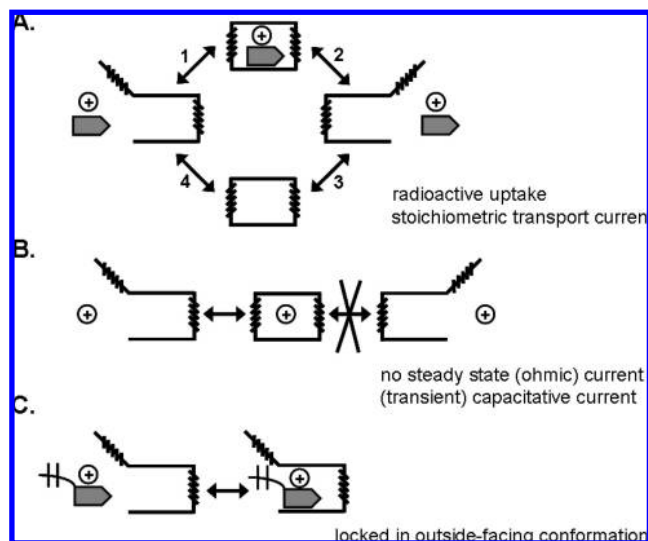 A.
1
2
4
3
radioactive uptake
stoichiometric transport curren
B.
no steady state (ohmic) current
(transient) capacitative current
C.
locked in outside-facing conformation